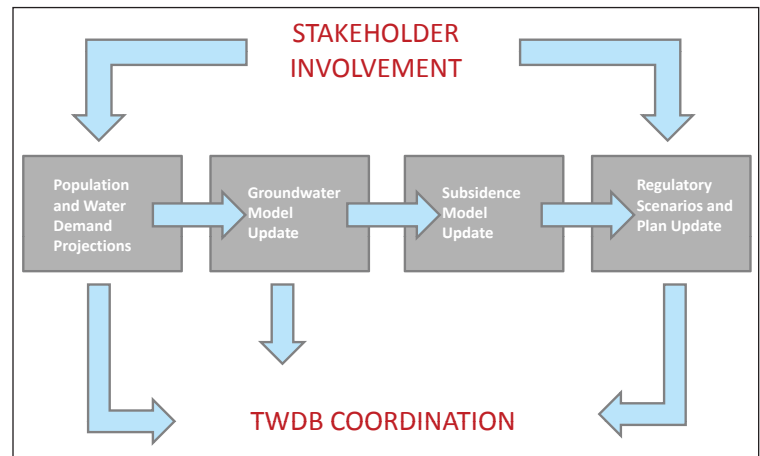 STAKEHOLDER
INVOLVEMENT
Population
and Water
Demand
Projections
Groundwater
Model
Update
Subsidence
Model
Update
Regulatory
Scenarios and
Plan Update
TWDB COORDINATION